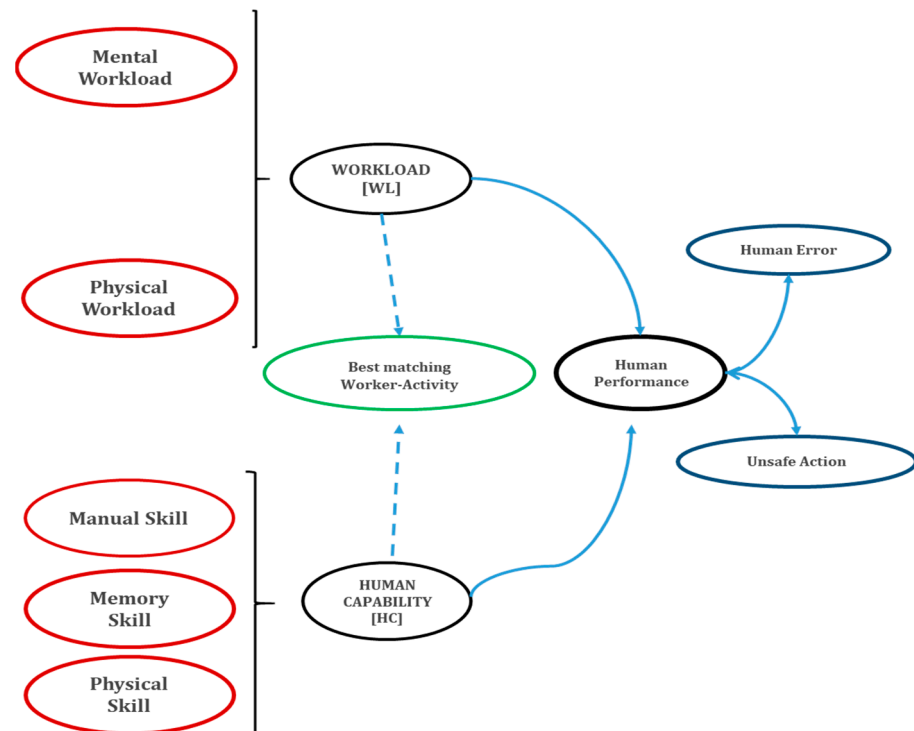 Mental
Workload
WORKLOAD
[WL]
Human Error
Physical
Workload
Best matching
Worker-Activity
Human
Performance
Unsafe Action
Manual Skill
Memory
Skill
HUMAN
CAPABILITY
[HC]
Physical
Skill